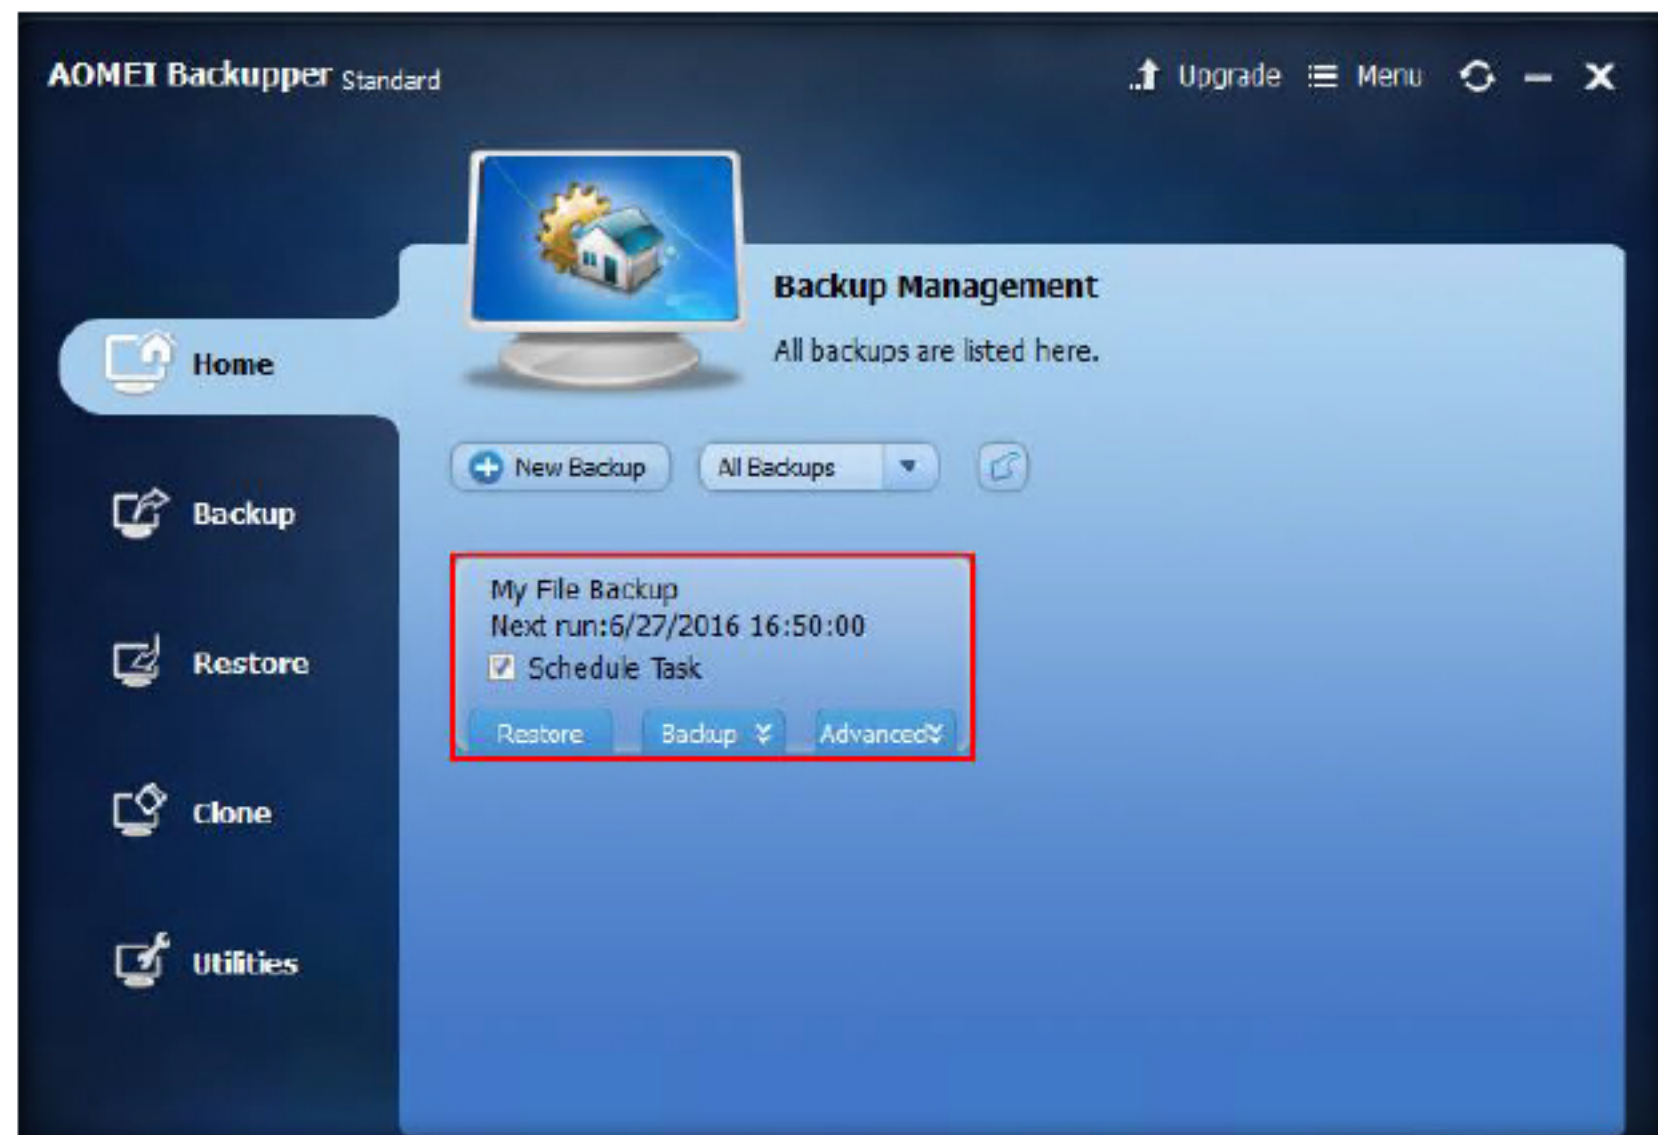 AOMEI Backupper Standard
Upgrade Menu
Backup Management
All backups are listed here.
Home
New Backup All Backups
Backup
My File Backup
Next run:6/27/2016 16:50:00
Schedule Task
Restore
Restore Backup Advanced
Clone
Utilities